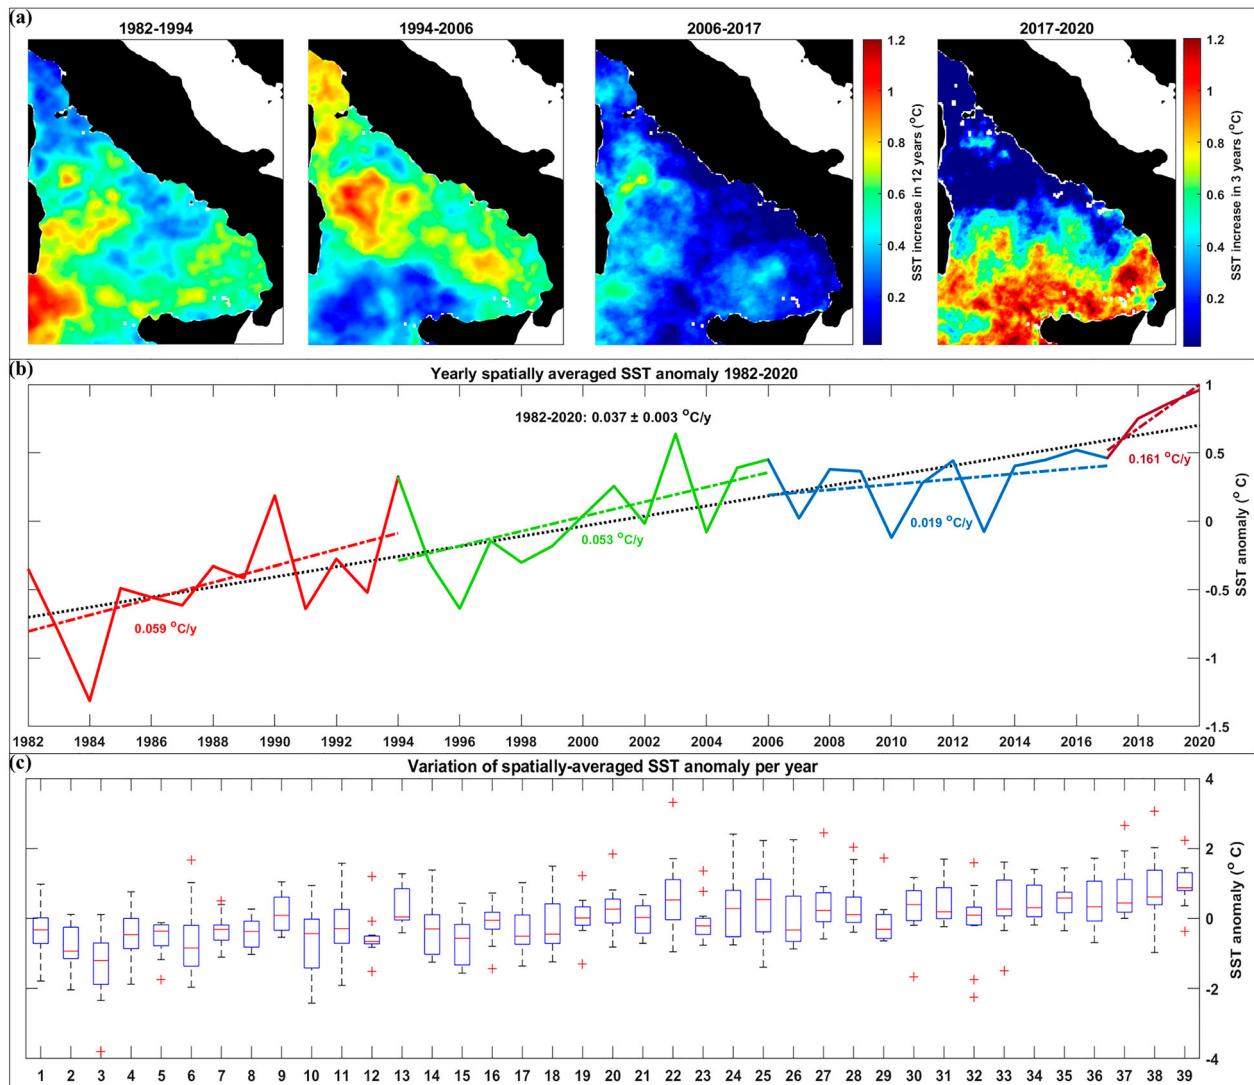 (a)
1982-1994 1994-2006 2006-2017 2017-2020
1.2
1
0.8
0.6
0.4
0.2
SST increase in 12 years (°C)
1.2
1
0.8
0.6
0.4
0.2
SST increase in 3 years (°C)
(b)
Yearly spatially averaged SST anomaly 1982-2020
1982-2020: 0.037 ± 0.003 °C/y
0.059 °C/y
0.053 °C/y
0.019 °C/y
0.161 °C/y
1
0.5
0
-0.5
-1
-1.5
SST anomaly (°C)
1982 1984 1986 1988 1990 1992 1994 1996 1998 2000 2002 2004 2006 2008 2010 2012 2014 2016 2018 2020
(c)
Variation of spatially-averaged SST anomaly per year
4
2
0
-2
-4
SST anomaly (° C)
1 2 3 4 5 6 7 8 9 10 11 12 13 14 15 16 17 18 19 20 21 22 23 24 25 26 27 28 29 30 31 32 33 34 35 36 37 38 39